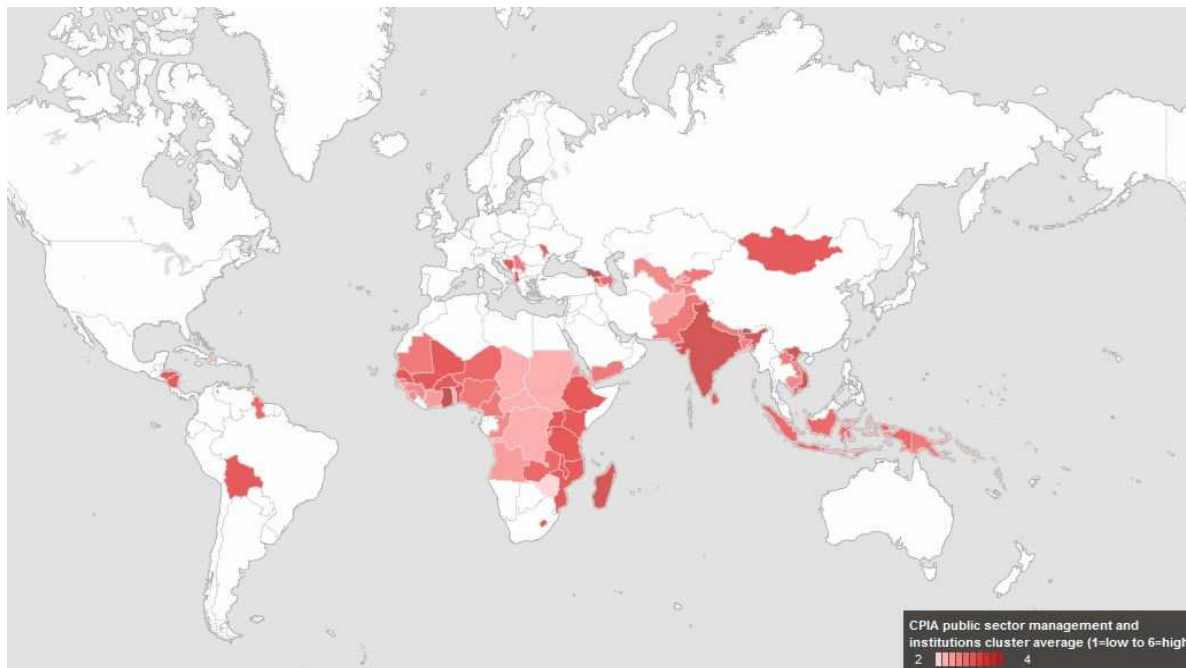 CPIA public sector management and
institutions cluster average (1=low to 6=high
2 4